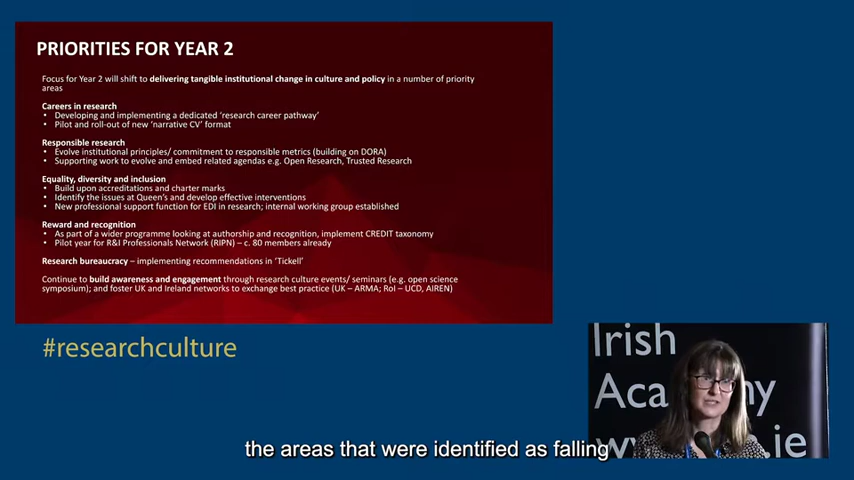 PRIORITIES FOR YEAR 2
Focus for Year 2 will shift to delivering tangible institutional change in culture and policy in a number of priority
areas
Careers in research
• Developing and implementing a dedicated ‘research career pathway’
• Pilot and roll-out of new ‘narrative CV’ format
Responsible research
• Evolve institutional principles/ commitment to responsible metrics (building on DORA)
• Supporting work to evolve and embed related agendas e.g. Open Research, Trusted Research
Equality, diversity and inclusion
• Build upon accreditations and charter marks
• Identify the issues at Queen’s and develop effective interventions
• New professional support function for EDI in research; internal working group established
Reward and recognition
• As part of a wider programme looking at authorship and recognition, implement CREDIT taxonomy
• Pilot year for R&I Professionals Network (RIPN) – c. 80 members already
Research bureaucracy – implementing recommendations in ‘Tickell’
Continue to build awareness and engagement through research culture events/ seminars (e.g. open science
symposium); and foster UK and Ireland networks to exchange best practice (UK – ARMA; RoI – UCD, AIREN)
#researchculture
Irish
the areas that were identified as falling